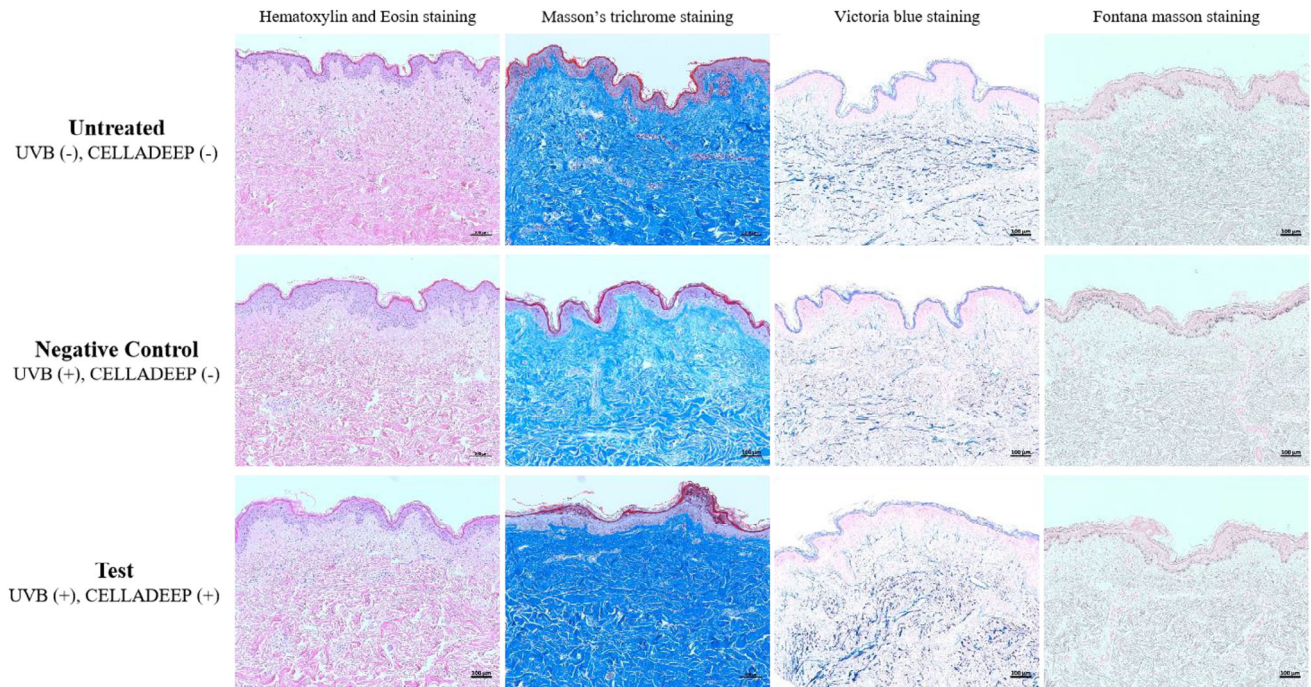 Hematoxylin and Eosin staining
Masson's trichrome staining
Victoria blue staining
Fontana masson staining
Untreated
UVB (-), CELLADEEP (-)
100 µm
100 µm
100 µm
Negative Control
UVB (+), CELLADEEP (-)
100 µm
100 µm
100 µm
Test
UVB (+), CELLADEEP (+)
100 µm
100 µm
100 µm